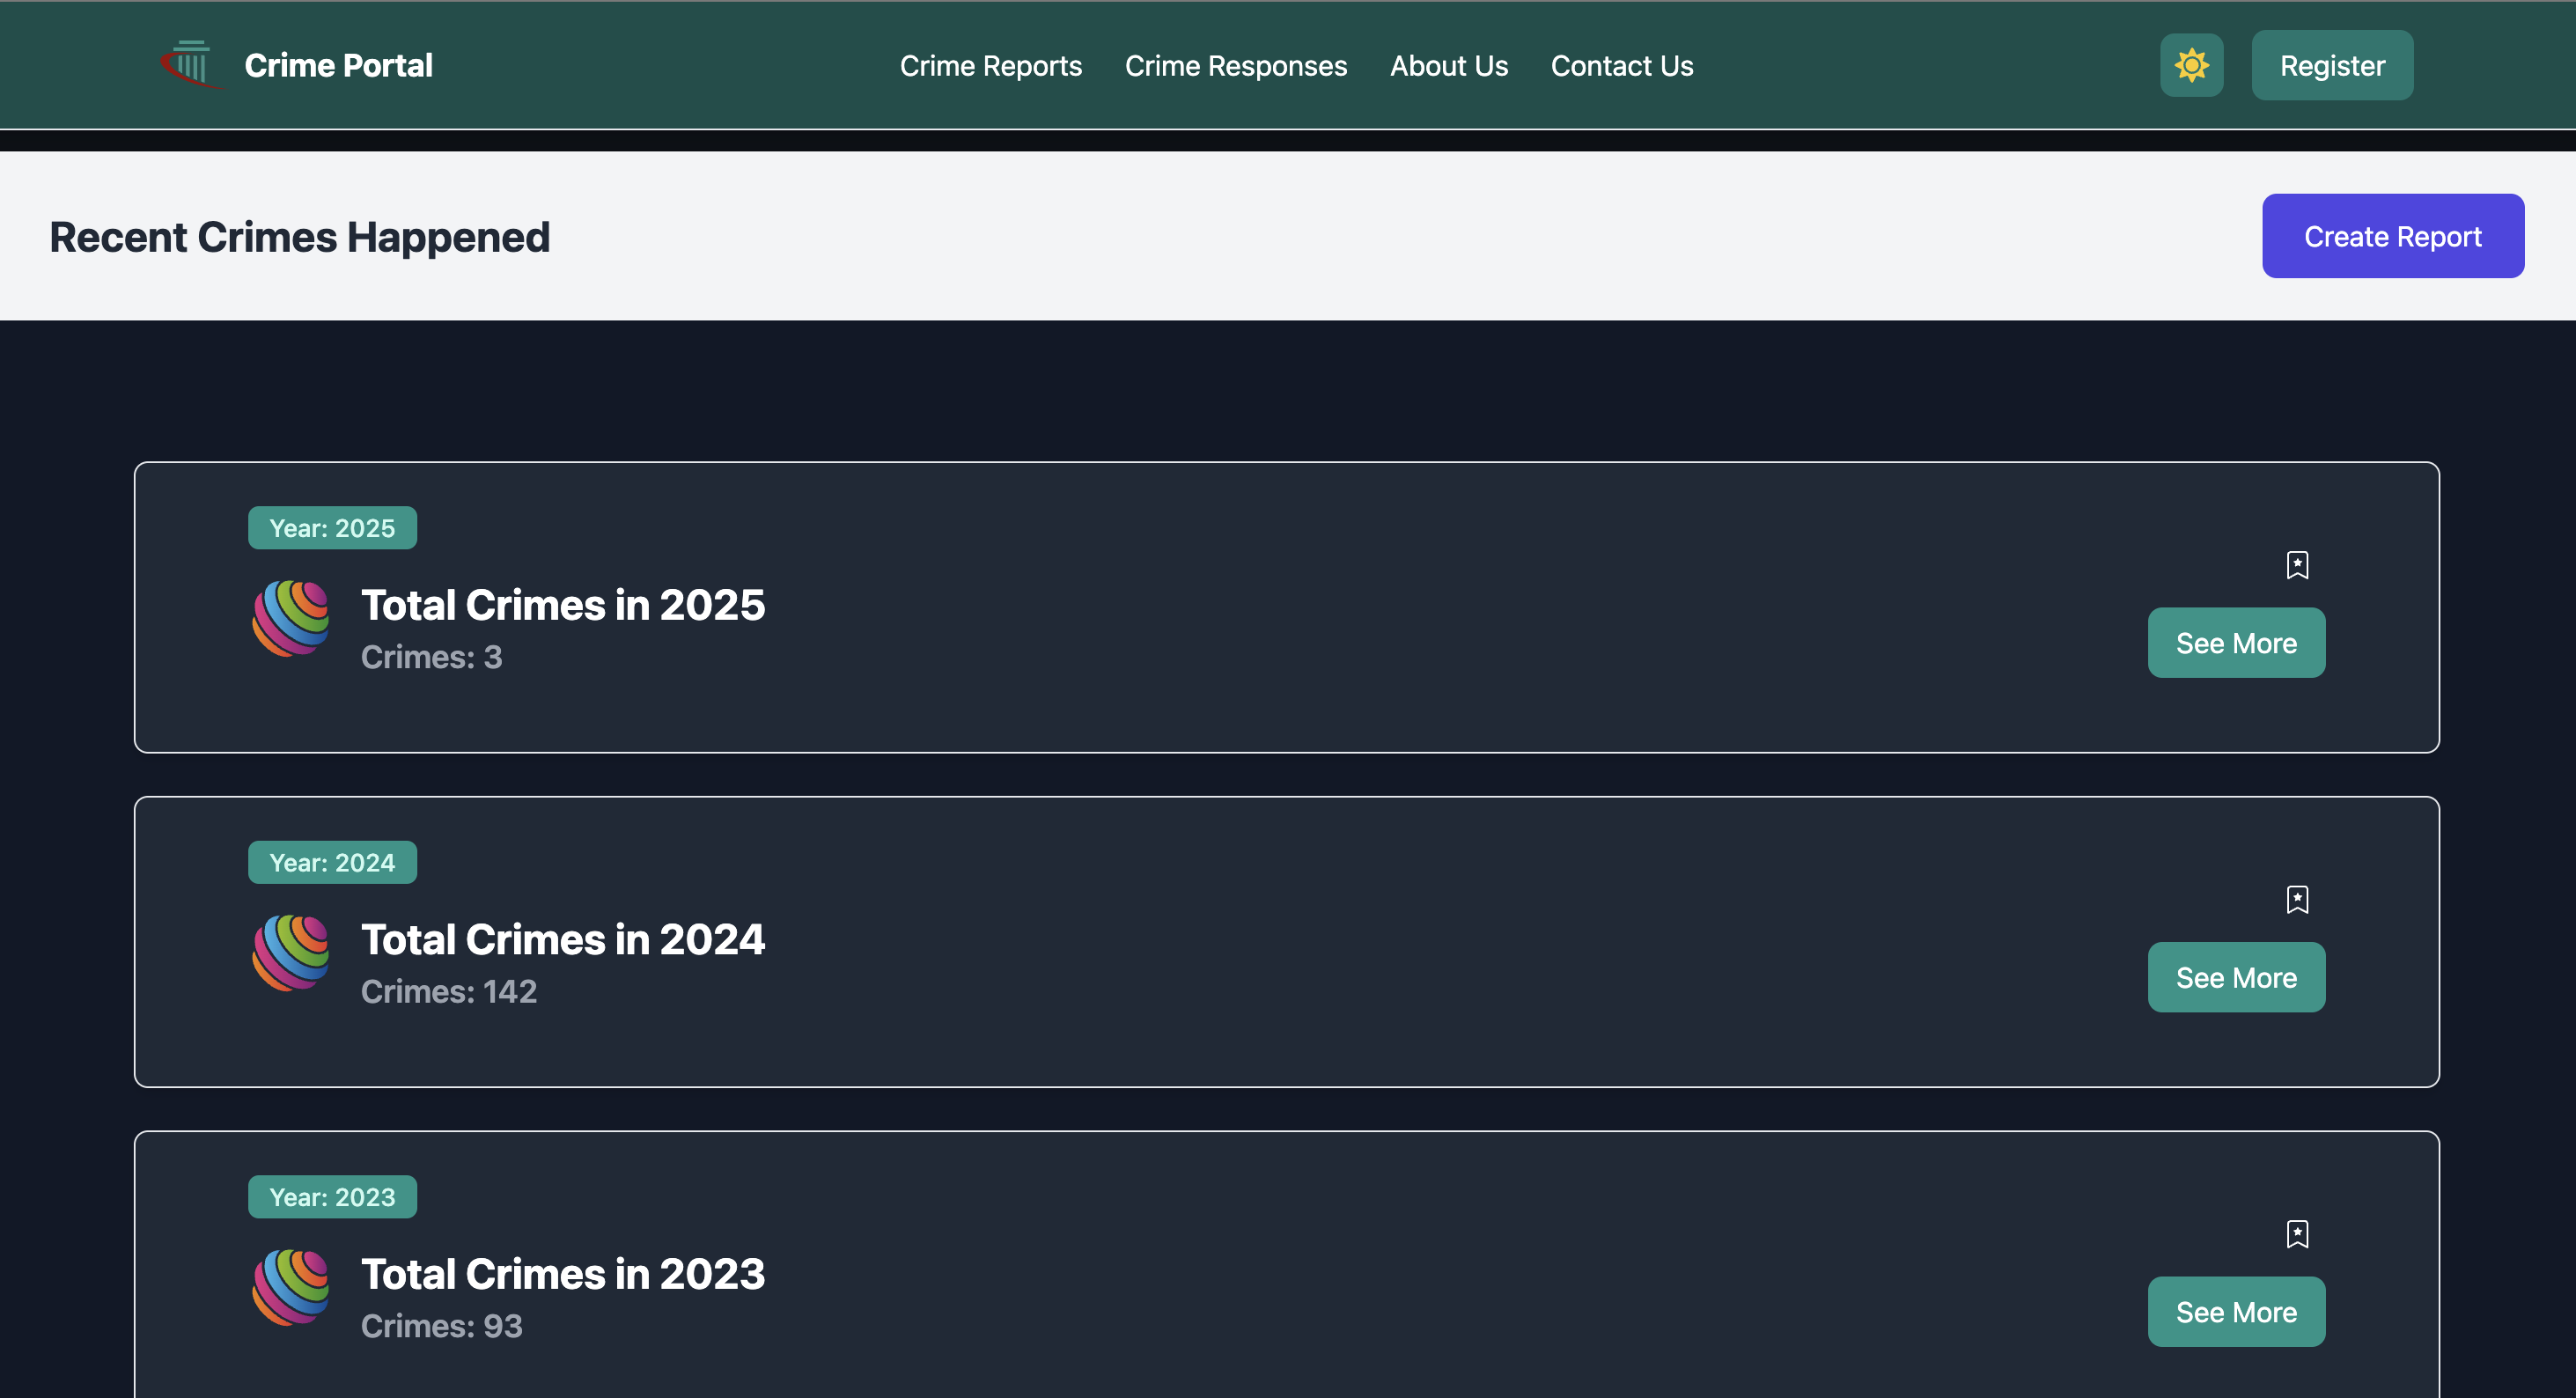 Crime Portal
Crime Reports
Crime Responses
About Us
Contact Us
Register
Recent Crimes Happened
Create Report
Year: 2025
Total Crimes in 2025
Crimes: 3
See More
Year: 2024
Total Crimes in 2024
Crimes: 142
See More
Year: 2023
Total Crimes in 2023
Crimes: 93
See More